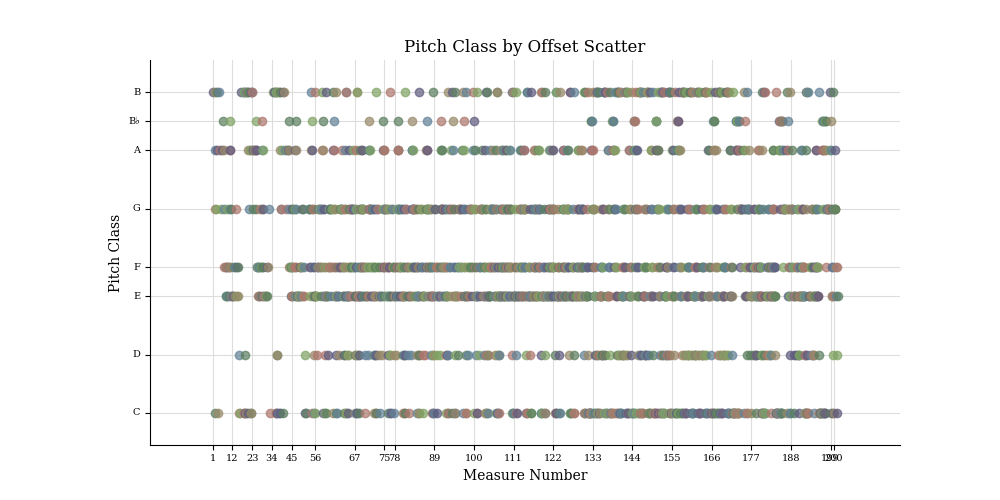 Pitch Class by Offset Scatter
B
B♭
A
G
F
E
D
C
Pitch Class
1 12 23 34 45 56 67 75 78 89 100 111 122 133 144 155 166 177 188 199 200
Measure Number